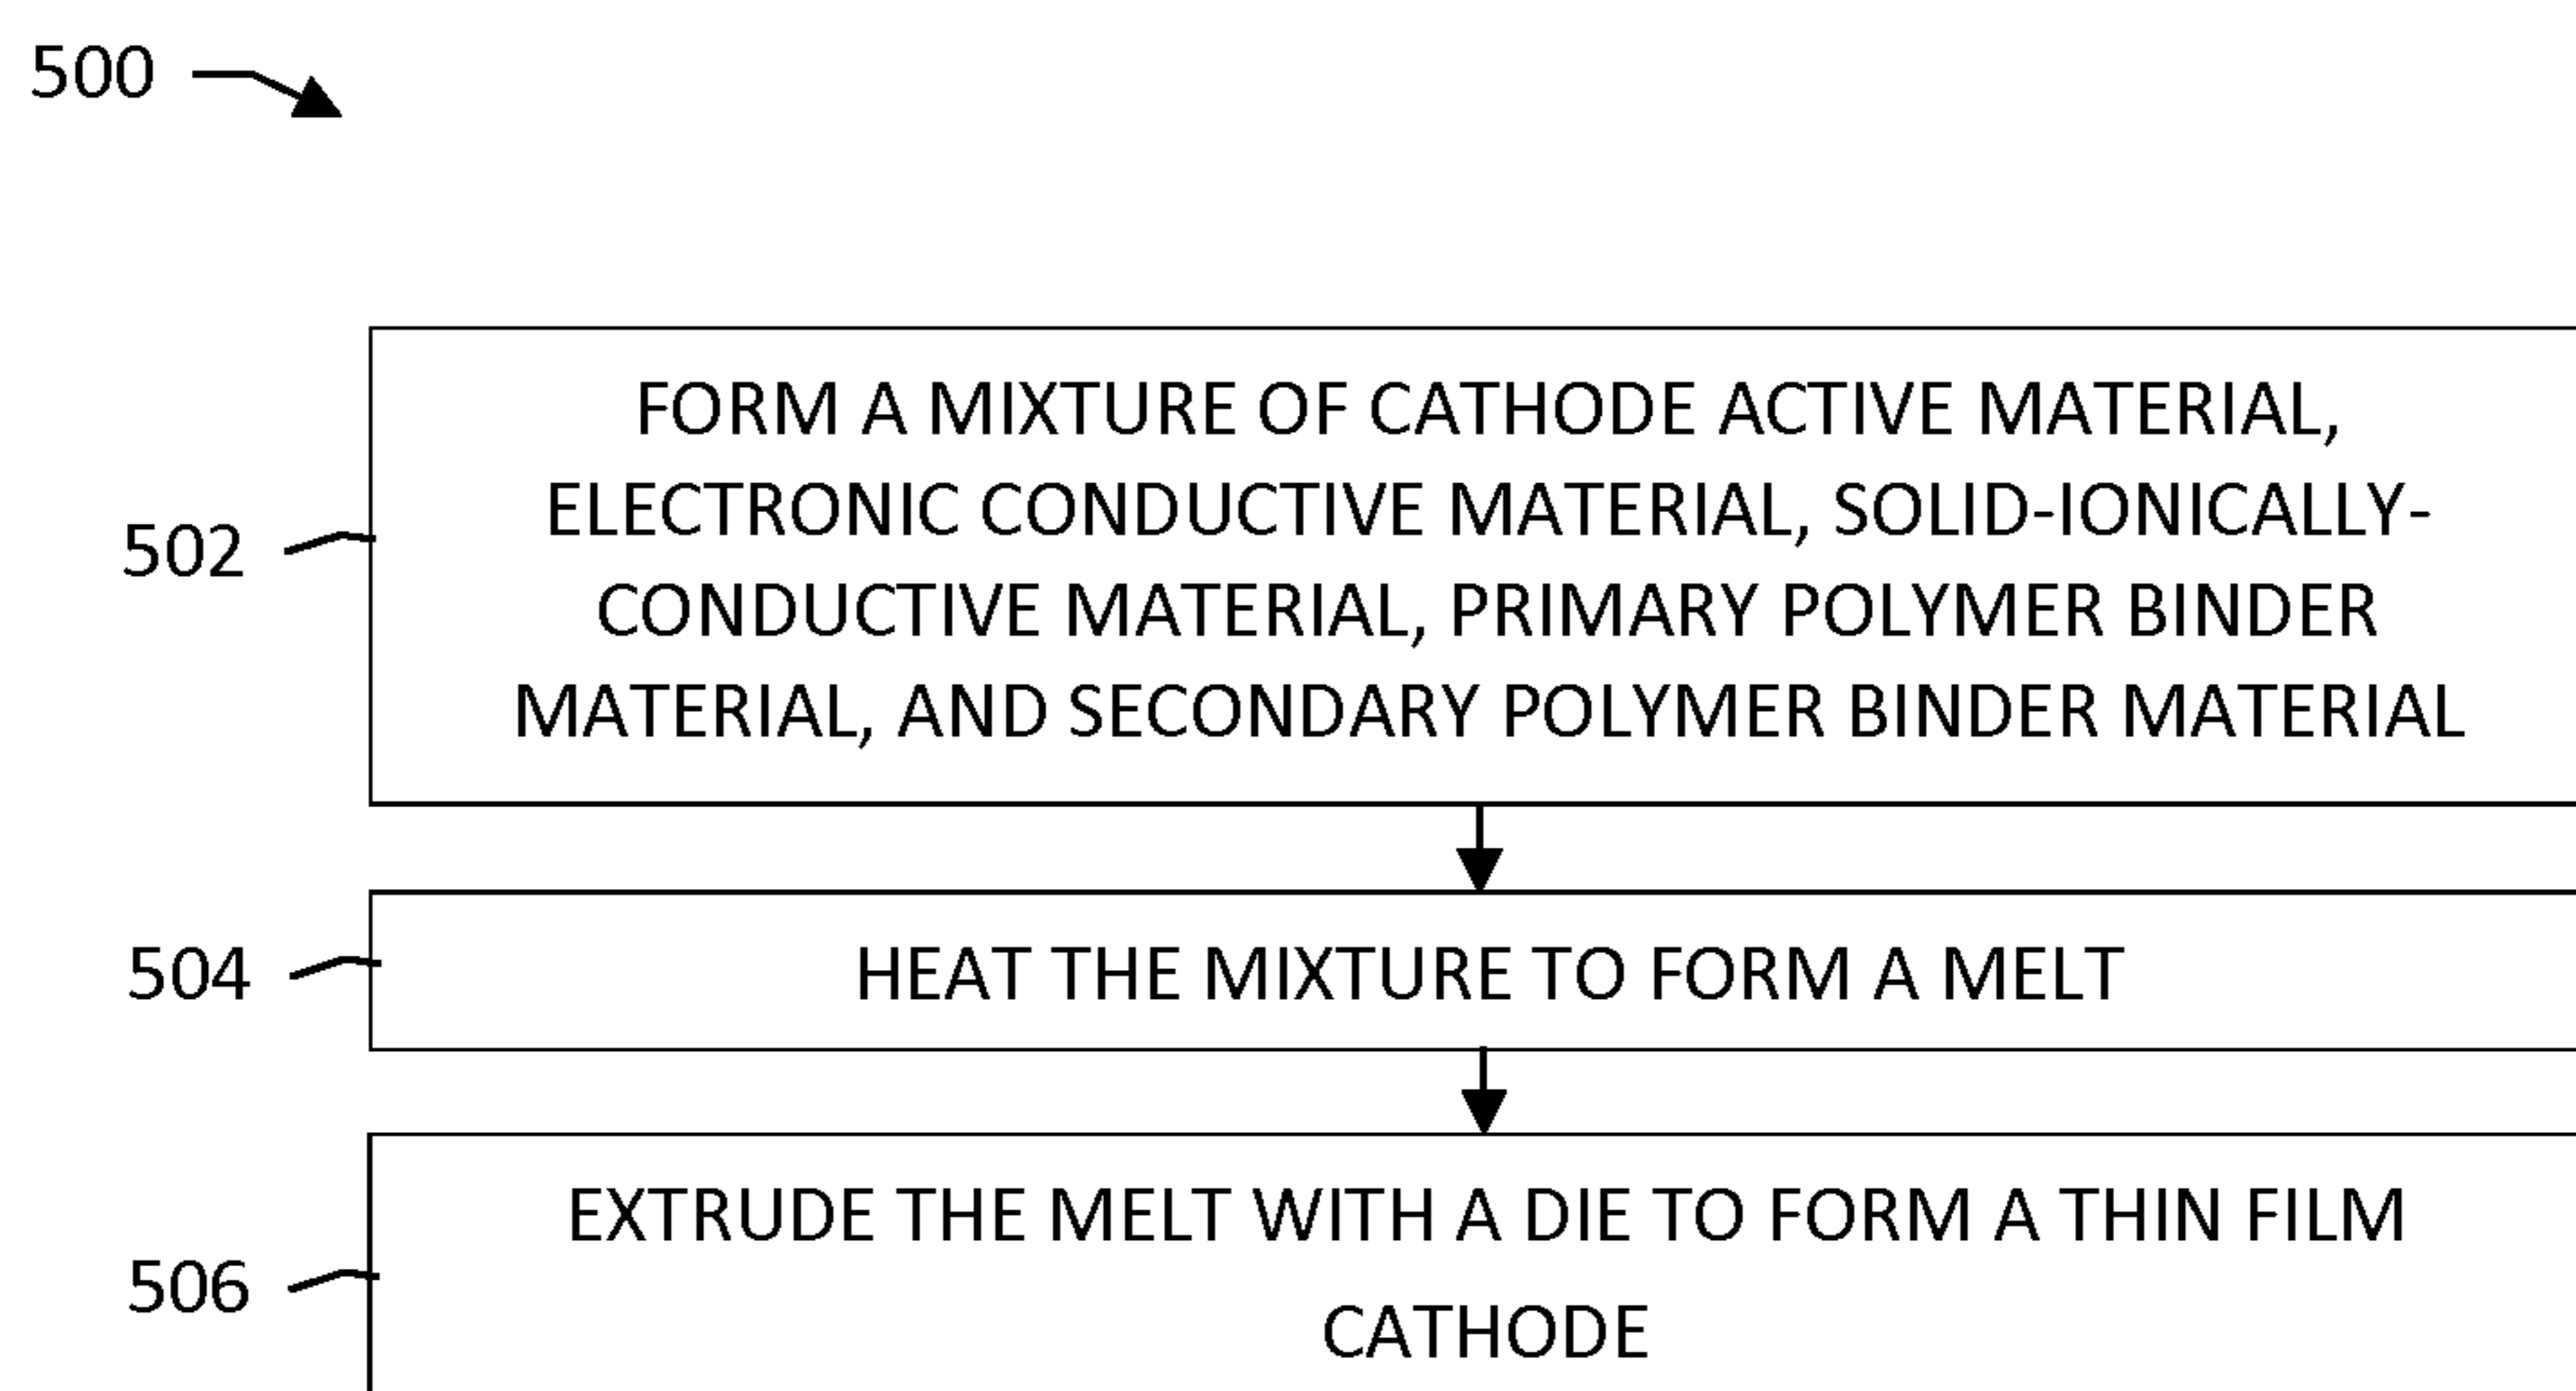 500
FORM A MIXTURE OF CATHODE ACTIVE MATERIAL,
ELECTRONIC CONDUCTIVE MATERIAL, SOLID-IONICALLY-
502
CONDUCTIVE MATERIAL, PRIMARY POLYMER BINDER
MATERIAL, AND SECONDARY POLYMER BINDER MATERIAL
504
HEAT THE MIXTURE TO FORM A MELT
EXTRUDE THE MELT WITH A DIE TO FORM A THIN FILM
506
CATHODE